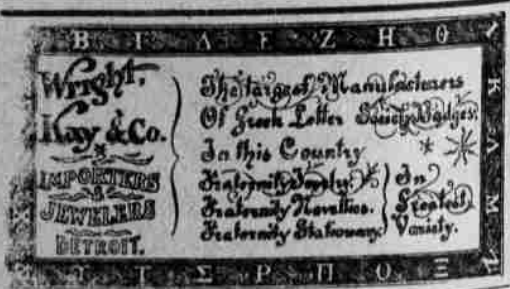 Β Γ Δ Ε Ζ Η Θ Ι
Κ Λ Μ Ν
Wright,
Kay & Co.
IMPORTERS
&
JEWELERS
DETROIT.
The largest Manufacturers
Of Greek Letter Society Badges
In this Country
Fraternity Jewelry.
Fraternity Novelties.
Fraternity Stationary.
In
Greatest
Variety.
Υ Τ Σ Ρ Π Ο Ξ